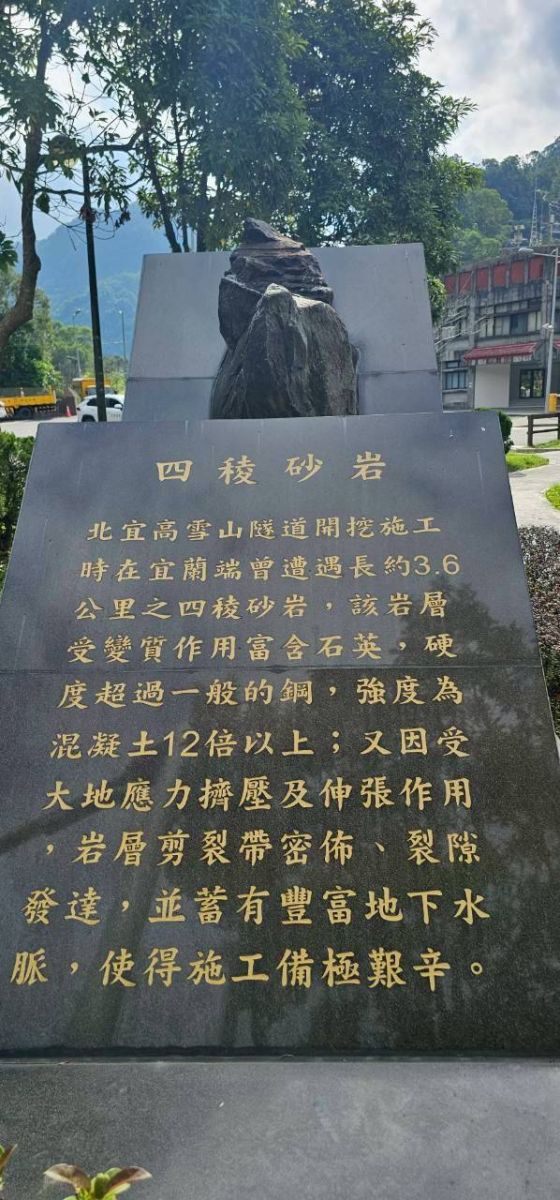 四稜砂岩
北宜高雪山隧道開挖施工
時在宜蘭端曾遭遇長約3.6
公里之四稜砂岩，該岩層
受變質作用富含石英，硬
度超過一般的鋼，強度為
混凝土12倍以上；又因受
大地應力擠壓及伸張作用
，岩層剪裂帶密佈、裂隙
發達，並蓄有豐富地下水
脈，使得施工備極艱辛。